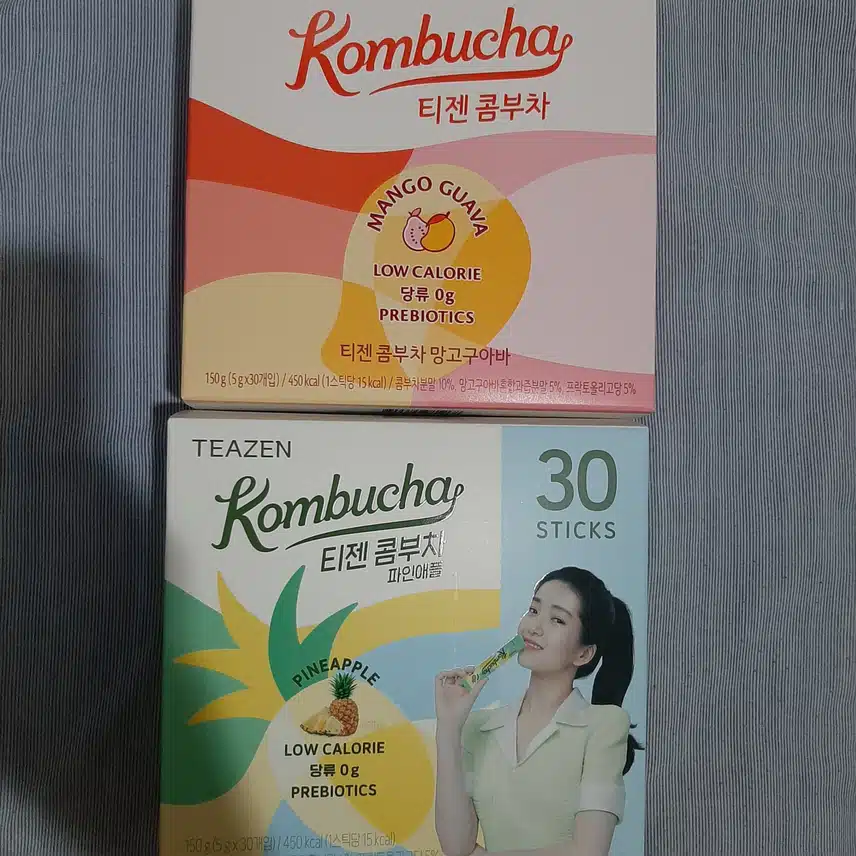 Kombucha
티젠 콤부차
MANGO GUAVA
LOW CALORIE
당류 0g
PREBIOTICS
티젠 콤부차 망고구아바
150g (5g x30개입) / 450 kcal (1스틱당 15 kcal) / 콤부차분말 10%, 망고구아바혼합과즙분말 5%, 프락토올리고당 5%
TEAZEN
30
STICKS
Kombucha
티젠 콤부차
파인애플
Kombucha
PINEAPPLE
LOW CALORIE
당류 0g
PREBIOTICS
150g (5g x 30개입) / 450 kcal (1스틱당 15 kcal)